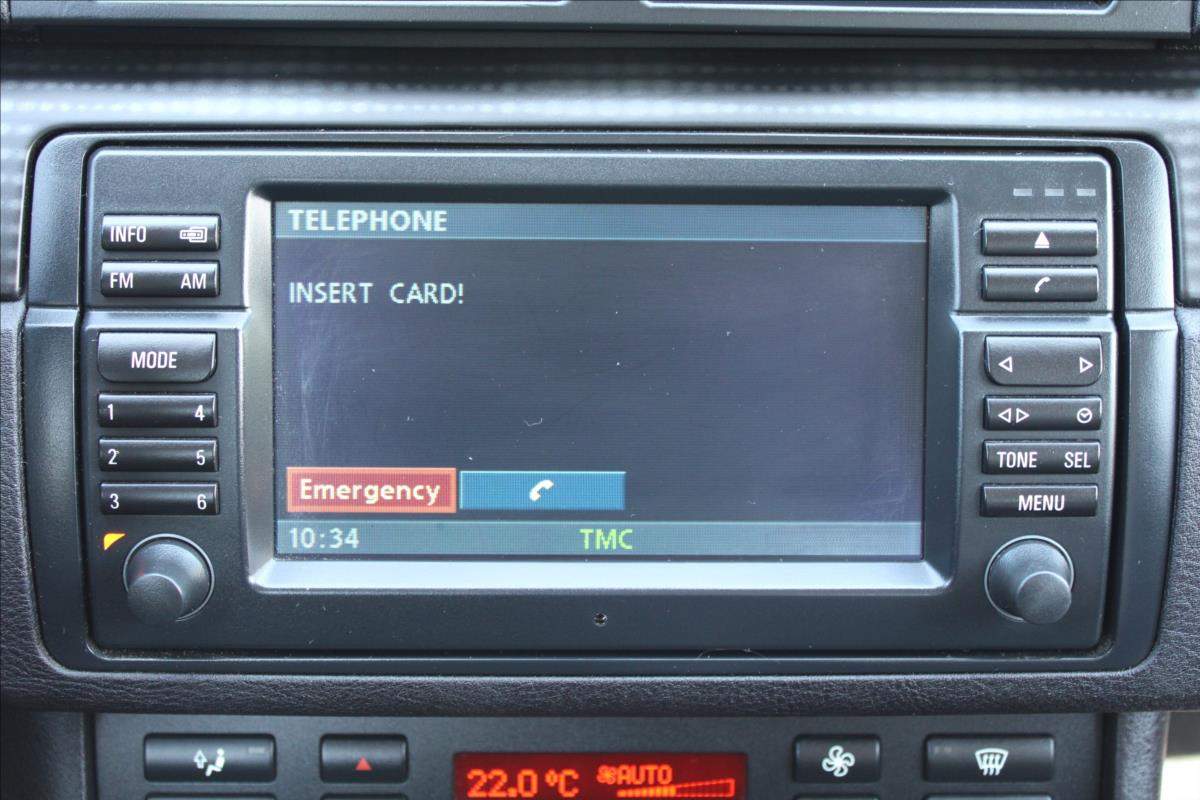 TELEPHONE
INFO
FM AM
INSERT CARD!
MODE
1 4
2 5
3 6
TONE SEL
MENU
Emergency
10:34 TMC
22.0 °C AUTO